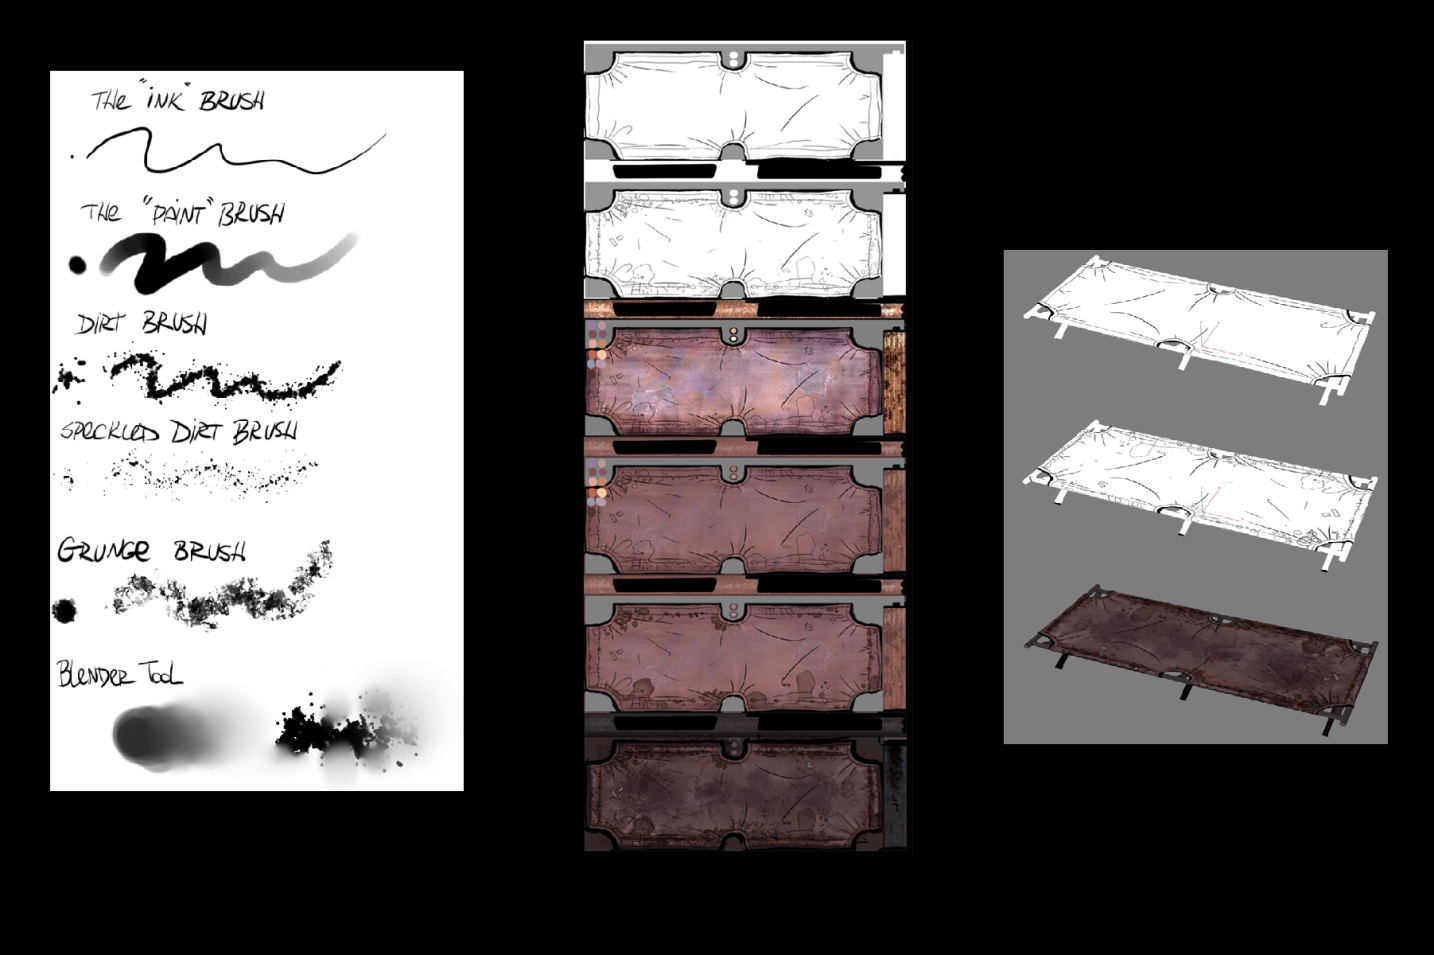 THE "INK" BRUSH
THE "PAINT" BRUSH
DIRT BRUSH
SPECKLED DIRT BRUSH
GRUNGE BRUSH
Blender Tool